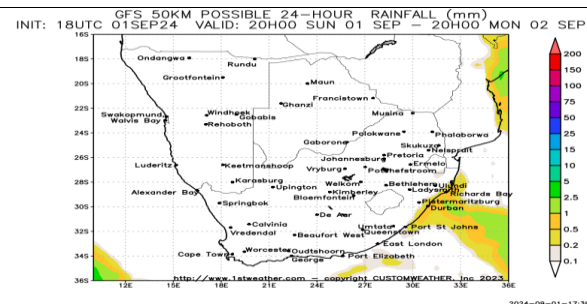 GFS 50KM POSSIBLE 24-HOUR RAINFALL (mm)
INIT: 18UTC 01SEP24 VALID: 20H00 SUN 01 SEP - 20H00 MON 02 SEP
16S
18S
20S
22S
24S
26S
28S
30S
32S
34S
36S
Ondangwa
Rundu
Grootfontein
Maun
Francistown
Ghanzi
Musina
Swakopmund
Windhoek
Gobabis
Walvis Bay
Rehoboth
Polokwane
Phalaborwa
Gaborone
Skukuza
Nelspruit
Pretoria
Johannesburg
Luderitz
Keetmanshoop
Vryburg
Potchefstroom
Ermelo
Karasburg
Upington
Welkom
Bethlehem
Ulundi
Alexander Bay
Kimberley
Ladysmith
Richards Bay
Springbok
Bloemfontein
Pietermaritzburg
Durban
De Aar
Calvinia
Vredendal
Beaufort West
Umtata
Port St Johns
Queenstown
East London
Worcester
Oudtshoorn
Cape Town
George
Port Elizabeth
http://www.1stweather.com - copyright CUSTOMWEATHER, Inc 2023
12E 15E 18E 21E 24E 27E 30E 33E 36E
200
150
100
75
50
25
15
10
5
2.5
1
0.5
0.2
0.1